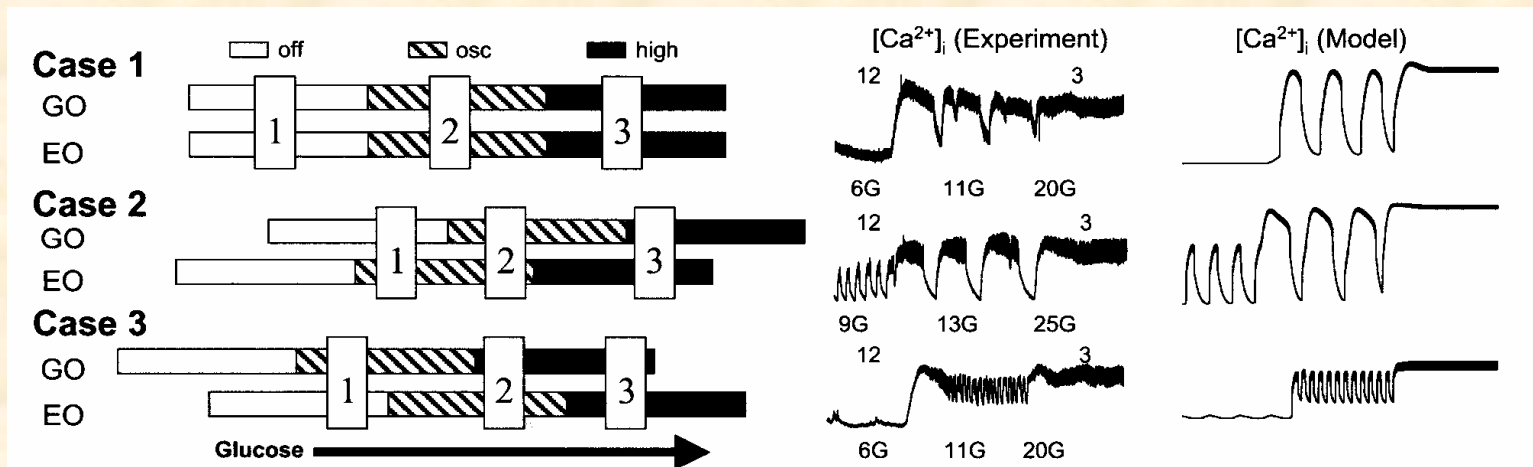 off osc high
[Ca²⁺]ᵢ (Experiment) [Ca²⁺]ᵢ (Model)
Case 1
GO
EO
1 2 3
12 3
6G 11G 20G
Case 2
GO
EO
1 2 3
12 3
9G 13G 25G
Case 3
GO
EO
1 2 3
12 3
6G 11G 20G
Glucose